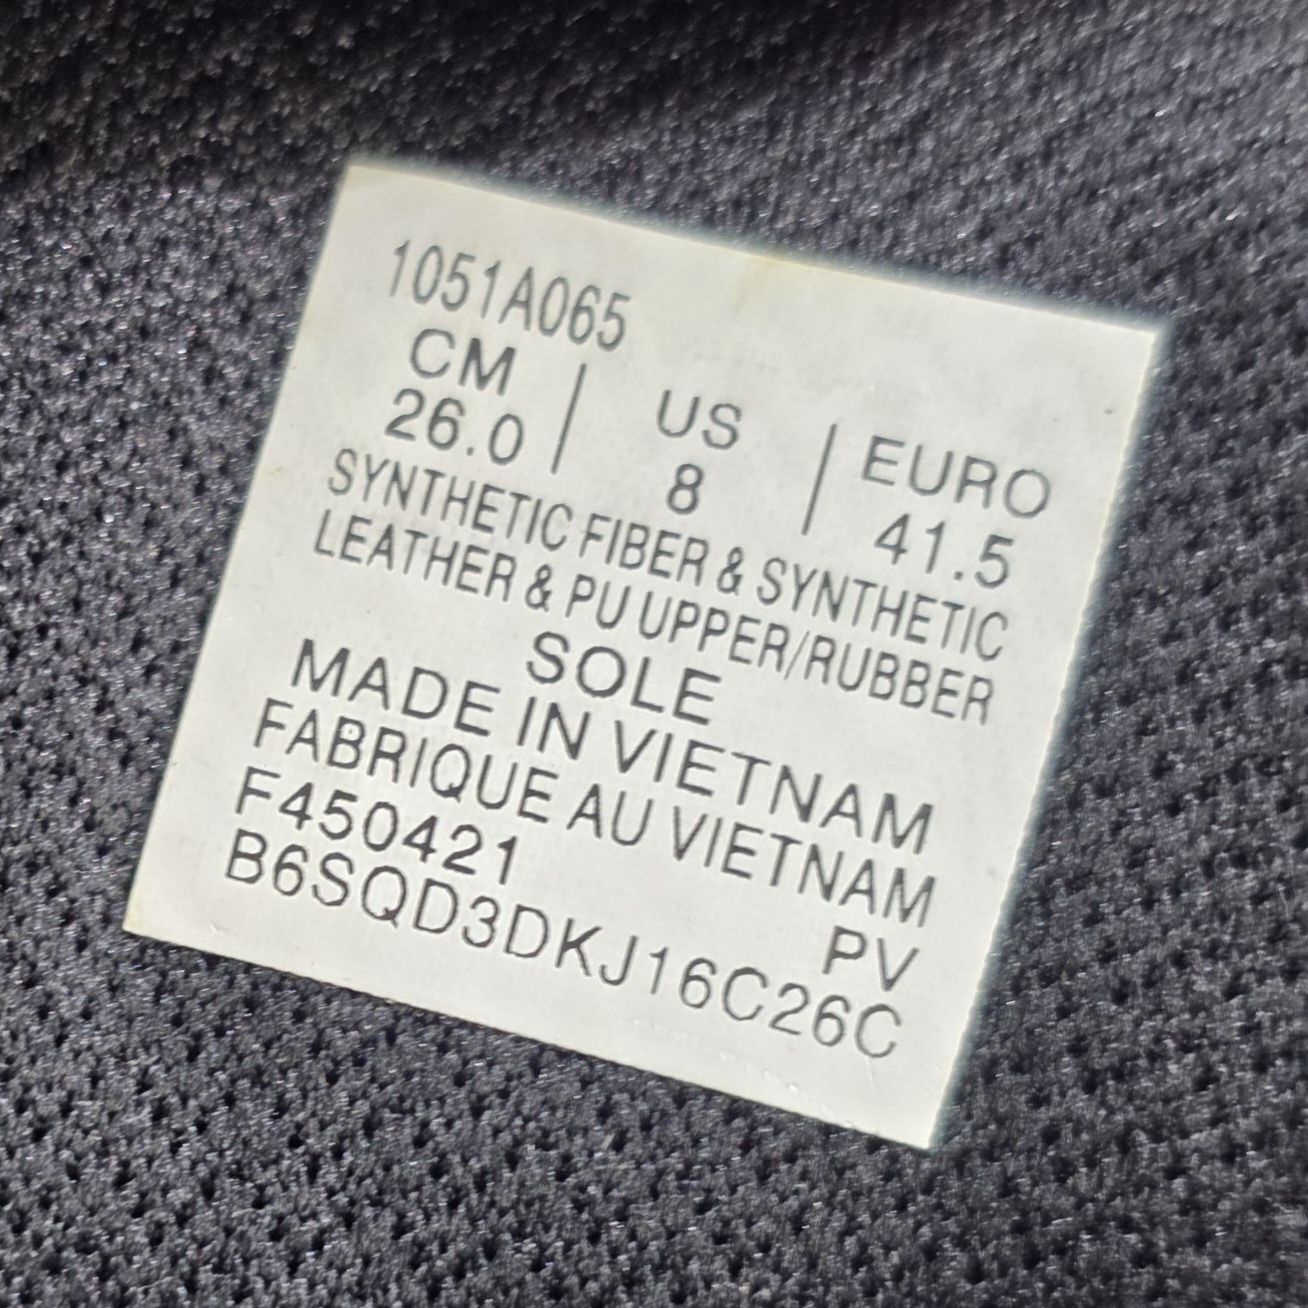 1051A065
CM | US | EURO
26.0 8 41.5
SYNTHETIC FIBER & SYNTHETIC
LEATHER & PU UPPER/RUBBER
SOLE
MADE IN VIETNAM
FABRIQUE AU VIETNAM
F450421 PV
B6SQD3DKJ16C26C